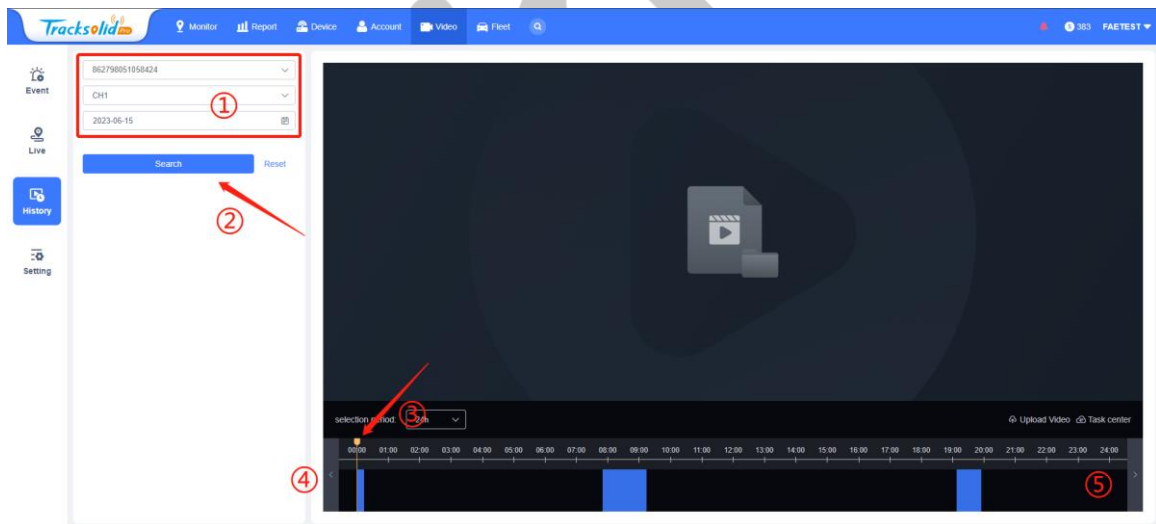 Tracksolid Pro Monitor Report Device Account Video Fleet 383 FAETEST
Event
Live
History
Setting
862798051058424
CH1
2023-06-15
①
Search Reset
②
selection period: 24h
③
Upload Video Task center
00:00 01:00 02:00 03:00 04:00 05:00 06:00 07:00 08:00 09:00 10:00 11:00 12:00 13:00 14:00 15:00 16:00 17:00 18:00 19:00 20:00 21:00 22:00 23:00 24:00
④
⑤